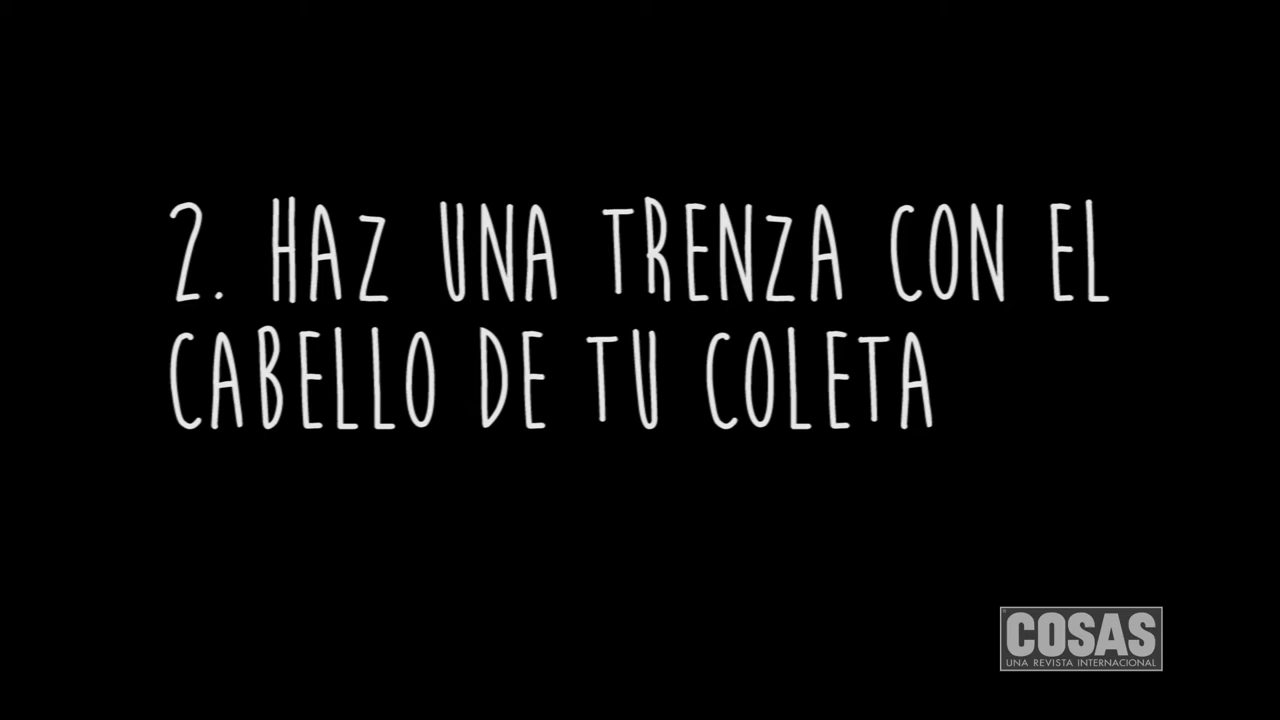 2. HAZ UNA TRENZA CON EL
CABELLO DE TU COLETA
COSAS
UNA REVISTA INTERNACIONAL